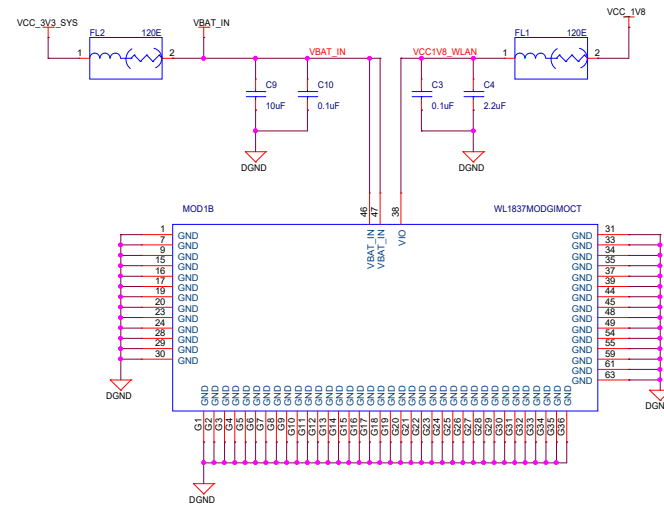 VCC_3V3_SYS
FL2 120E
1 2
VBAT_IN
VBAT_IN
VCC1V8_WLAN
FL1 120E
1 2
VCC_1V8
C9
10uF
C10
0.1uF
C3
0.1uF
C4
2.2uF
DGND
DGND
MOD1B
WL1837MODGIMOCT
46 47 38
VBAT_IN VBAT_IN VIO
1 GND
7 GND
9 GND
15 GND
16 GND
17 GND
19 GND
20 GND
23 GND
24 GND
28 GND
29 GND
30 GND
GND 31
GND 33
GND 34
GND 35
GND 37
GND 39
GND 44
GND 45
GND 48
GND 49
GND 54
GND 55
GND 59
GND 61
GND 63
DGND
DGND
GND GND GND GND GND GND GND GND GND GND GND GND GND GND GND GND GND GND GND GND GND GND GND GND GND GND GND GND GND GND GND GND GND GND GND GND
G1 G2 G3 G4 G5 G6 G7 G8 G9 G10 G11 G12 G13 G14 G15 G16 G17 G18 G19 G20 G21 G22 G23 G24 G25 G26 G27 G28 G29 G30 G31 G32 G33 G34 G35 G36
DGND